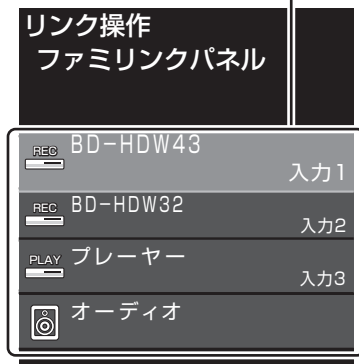 リンク操作
ファミリンクパネル
REC BD-HDW43
入力1
REC BD-HDW32
入力2
PLAY プレーヤー
入力3
オーディオ